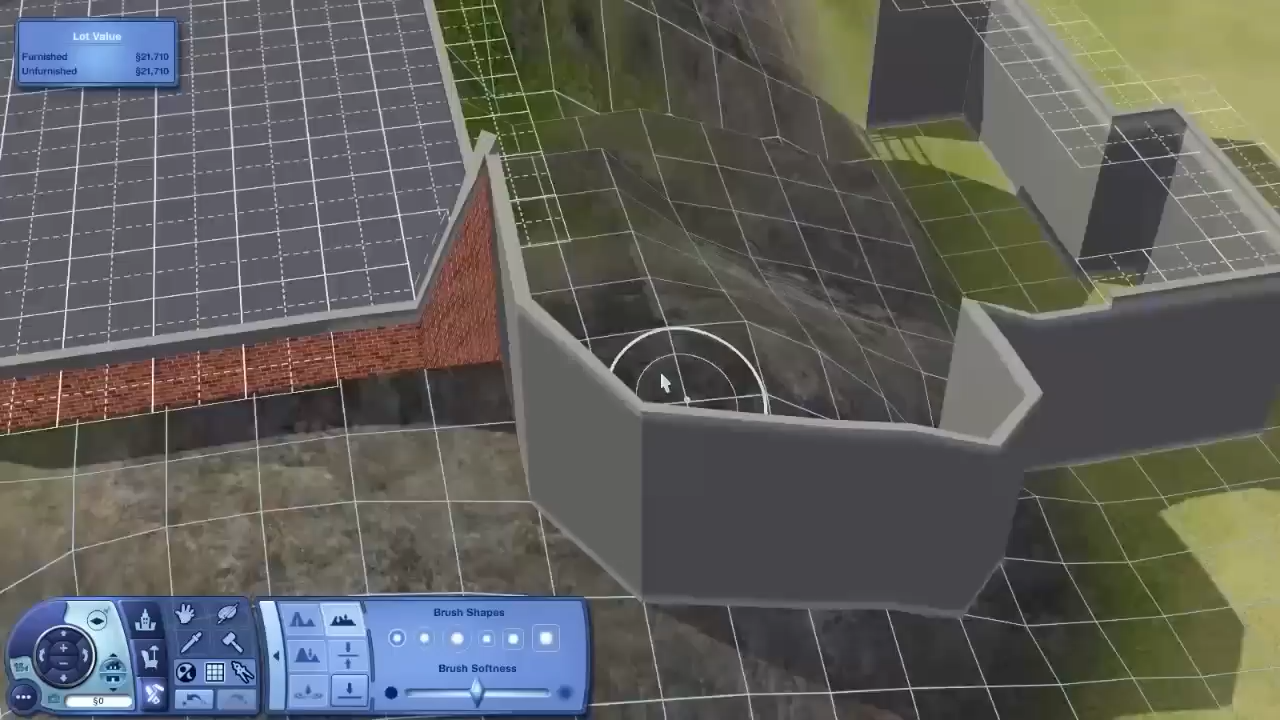 Lot Value
Furnished §21,710
Unfurnished §21,710
Brush Shapes
Brush Softness
§0